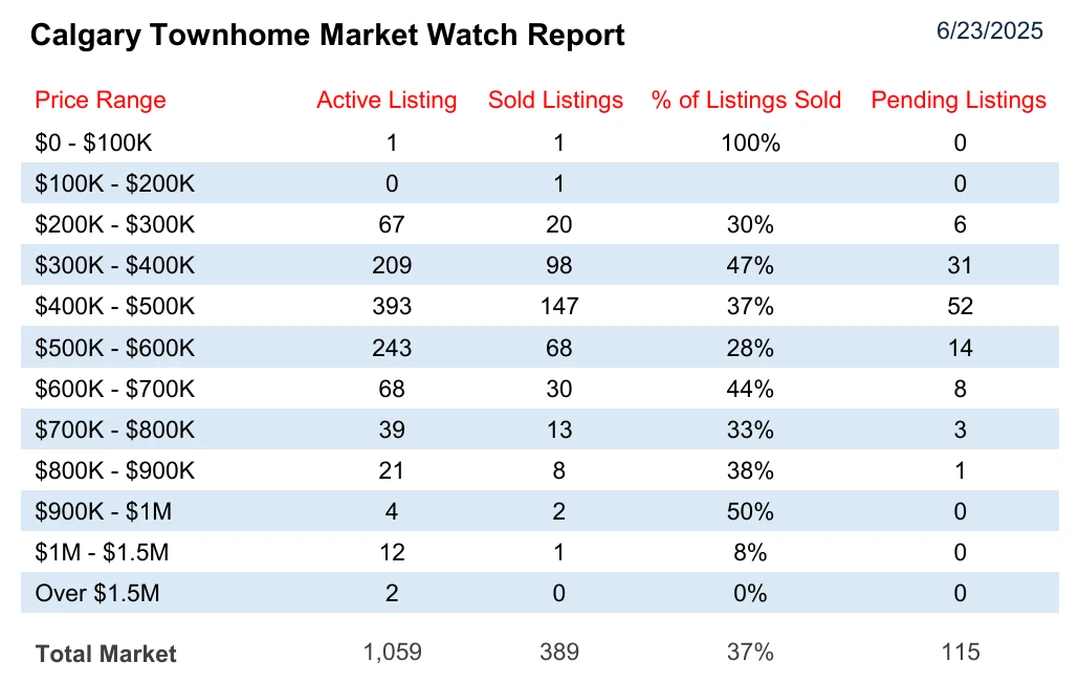 Calgary Townhome Market Watch Report 6/23/2025
Price Range Active Listing Sold Listings % of Listings Sold Pending Listings
$0 - $100K 1 1 100% 0
$100K - $200K 0 1 0
$200K - $300K 67 20 30% 6
$300K - $400K 209 98 47% 31
$400K - $500K 393 147 37% 52
$500K - $600K 243 68 28% 14
$600K - $700K 68 30 44% 8
$700K - $800K 39 13 33% 3
$800K - $900K 21 8 38% 1
$900K - $1M 4 2 50% 0
$1M - $1.5M 12 1 8% 0
Over $1.5M 2 0 0% 0
Total Market 1,059 389 37% 115